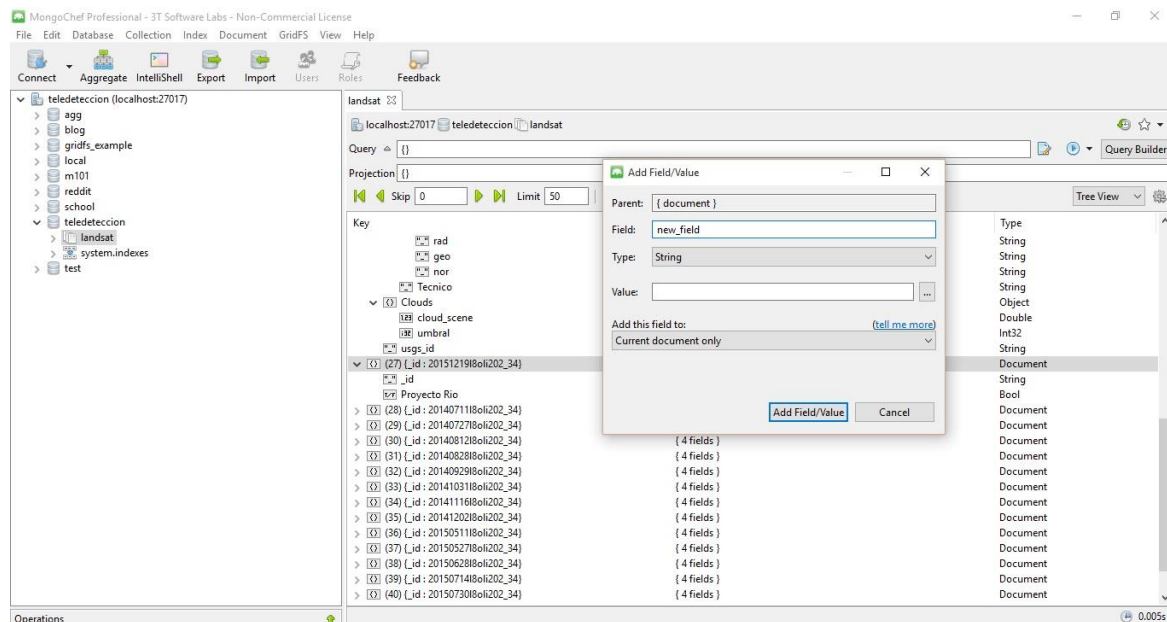 MongoChef Professional - 3T Software Labs - Non-Commercial License
File Edit Database Collection Index Document GridFS View Help
Connect Aggregate IntelliShell Export Import Users Roles Feedback
teledeteccion (localhost:27017)
agg
blog
gridfs_example
local
m101
reddit
school
teledeteccion
landsat
system.indexes
test
Operations
landsat
localhost:27017 teledeteccion landsat
Query {}
Query Builder
Projection {}
Skip 0 Limit 50
Tree View
Key Type
rad String
geo String
nor String
Tecnico String
Clouds Object
cloud_scene Double
umbral Int32
usgs_id String
(27) {_id : 20151219l8oli202_34} Document
_id String
Proyecto Rio Bool
(28) {_id : 20140711l8oli202_34} Document
(29) {_id : 20140727l8oli202_34} Document
(30) {_id : 20140812l8oli202_34} { 4 fields } Document
(31) {_id : 20140828l8oli202_34} { 4 fields } Document
(32) {_id : 20140929l8oli202_34} { 4 fields } Document
(33) {_id : 20141031l8oli202_34} { 4 fields } Document
(34) {_id : 20141116l8oli202_34} { 4 fields } Document
(35) {_id : 20141202l8oli202_34} { 4 fields } Document
(36) {_id : 20150511l8oli202_34} { 4 fields } Document
(37) {_id : 20150527l8oli202_34} { 4 fields } Document
(38) {_id : 20150628l8oli202_34} { 4 fields } Document
(39) {_id : 20150714l8oli202_34} { 4 fields } Document
(40) {_id : 20150730l8oli202_34} { 4 fields } Document
0.005s
Add Field/Value
Parent: { document }
Field: new_field
Type: String
Value: ...
Add this field to: (tell me more)
Current document only
Add Field/Value Cancel